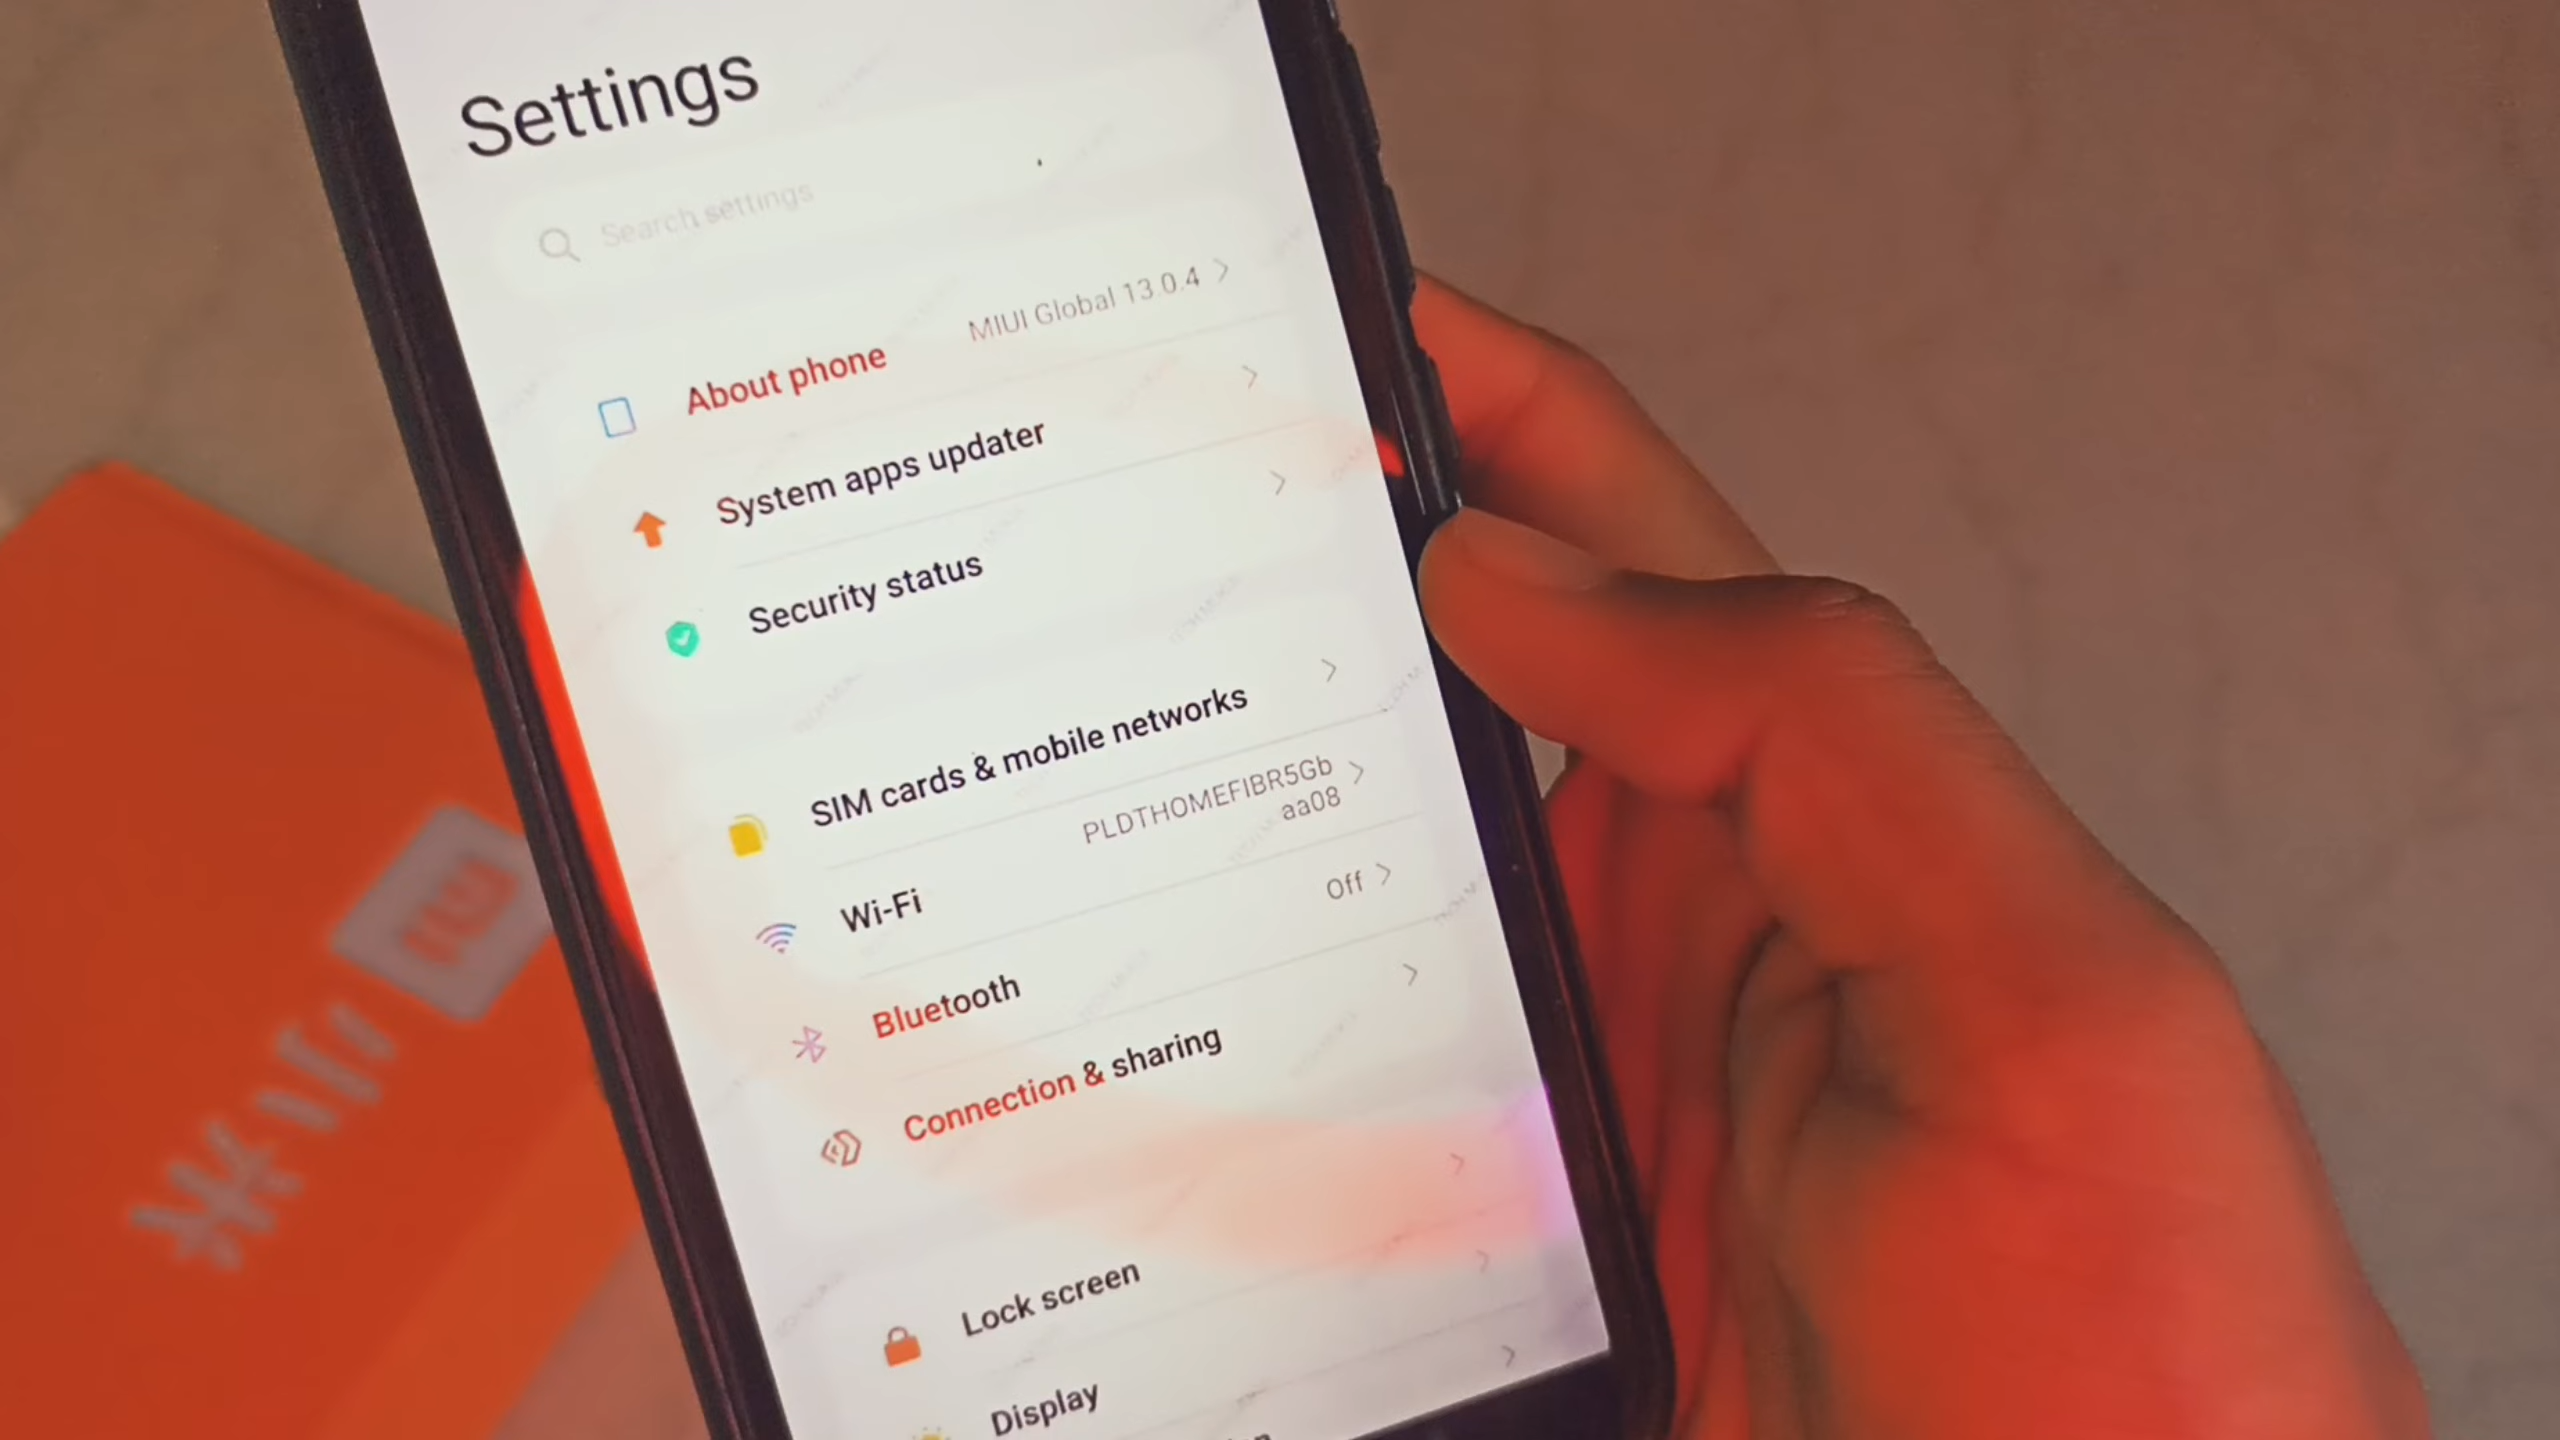 Settings
Search settings
About phone
MIUI Global 13.0.4
System apps updater
Security status
SIM cards & mobile networks
Wi-Fi
PLDTHOMEFIBR5Gb
aa08
Bluetooth
Off
Connection & sharing
Lock screen
Display